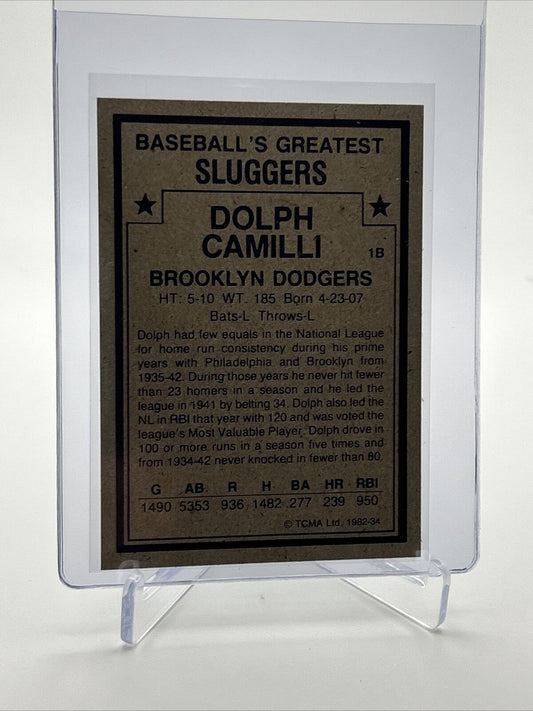 BASEBALL'S GREATEST
SLUGGERS
DOLPH
CAMILLI
1B
BROOKLYN DODGERS
HT: 5-10 WT. 185 Born 4-23-07
Bats-L Throws-L
Dolph had few equals in the National League
for home run consistency during his prime
years with Philadelphia and Brooklyn from
1935-42. During those years he never hit fewer
than 23 homers in a season and he led the
league in 1941 by belting 34. Dolph also led the
NL in RBI that year with 120 and was voted the
league's Most Valuable Player. Dolph drove in
100 or more runs in a season five times and
from 1934-42 never knocked in fewer than 80.
G AB R H BA HR RBI
1490 5353 936 1482 277 239 950
© TCMA Ltd. 1982-34